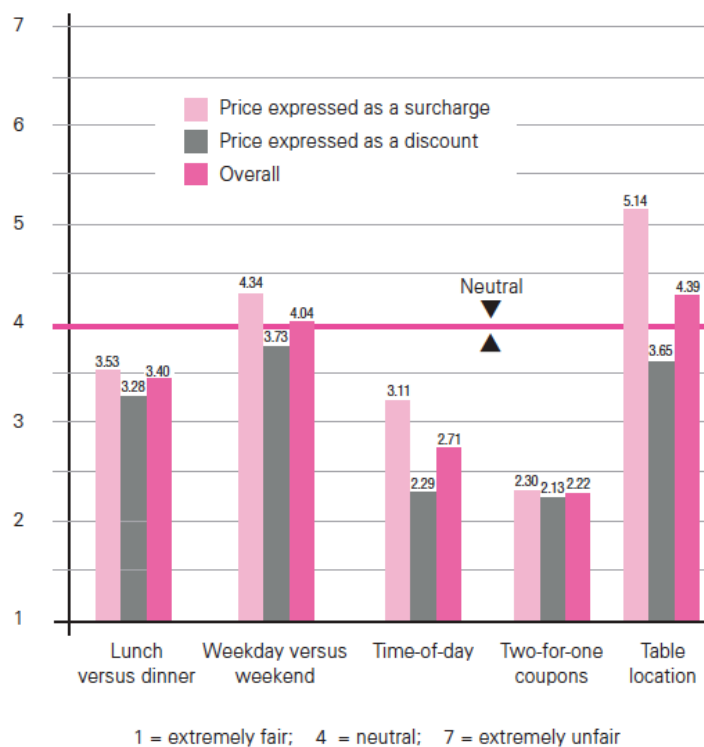 7
6
5
4
3
2
1
Price expressed as a surcharge
Price expressed as a discount
Overall
Neutral
3.53
3.28
3.40
4.34
3.73
4.04
3.11
2.29
2.71
2.30
2.13
2.22
5.14
3.65
4.39
Lunch
versus dinner
Weekday versus
weekend
Time-of-day
Two-for-one
coupons
Table
location
1 = extremely fair; 4 = neutral; 7 = extremely unfair